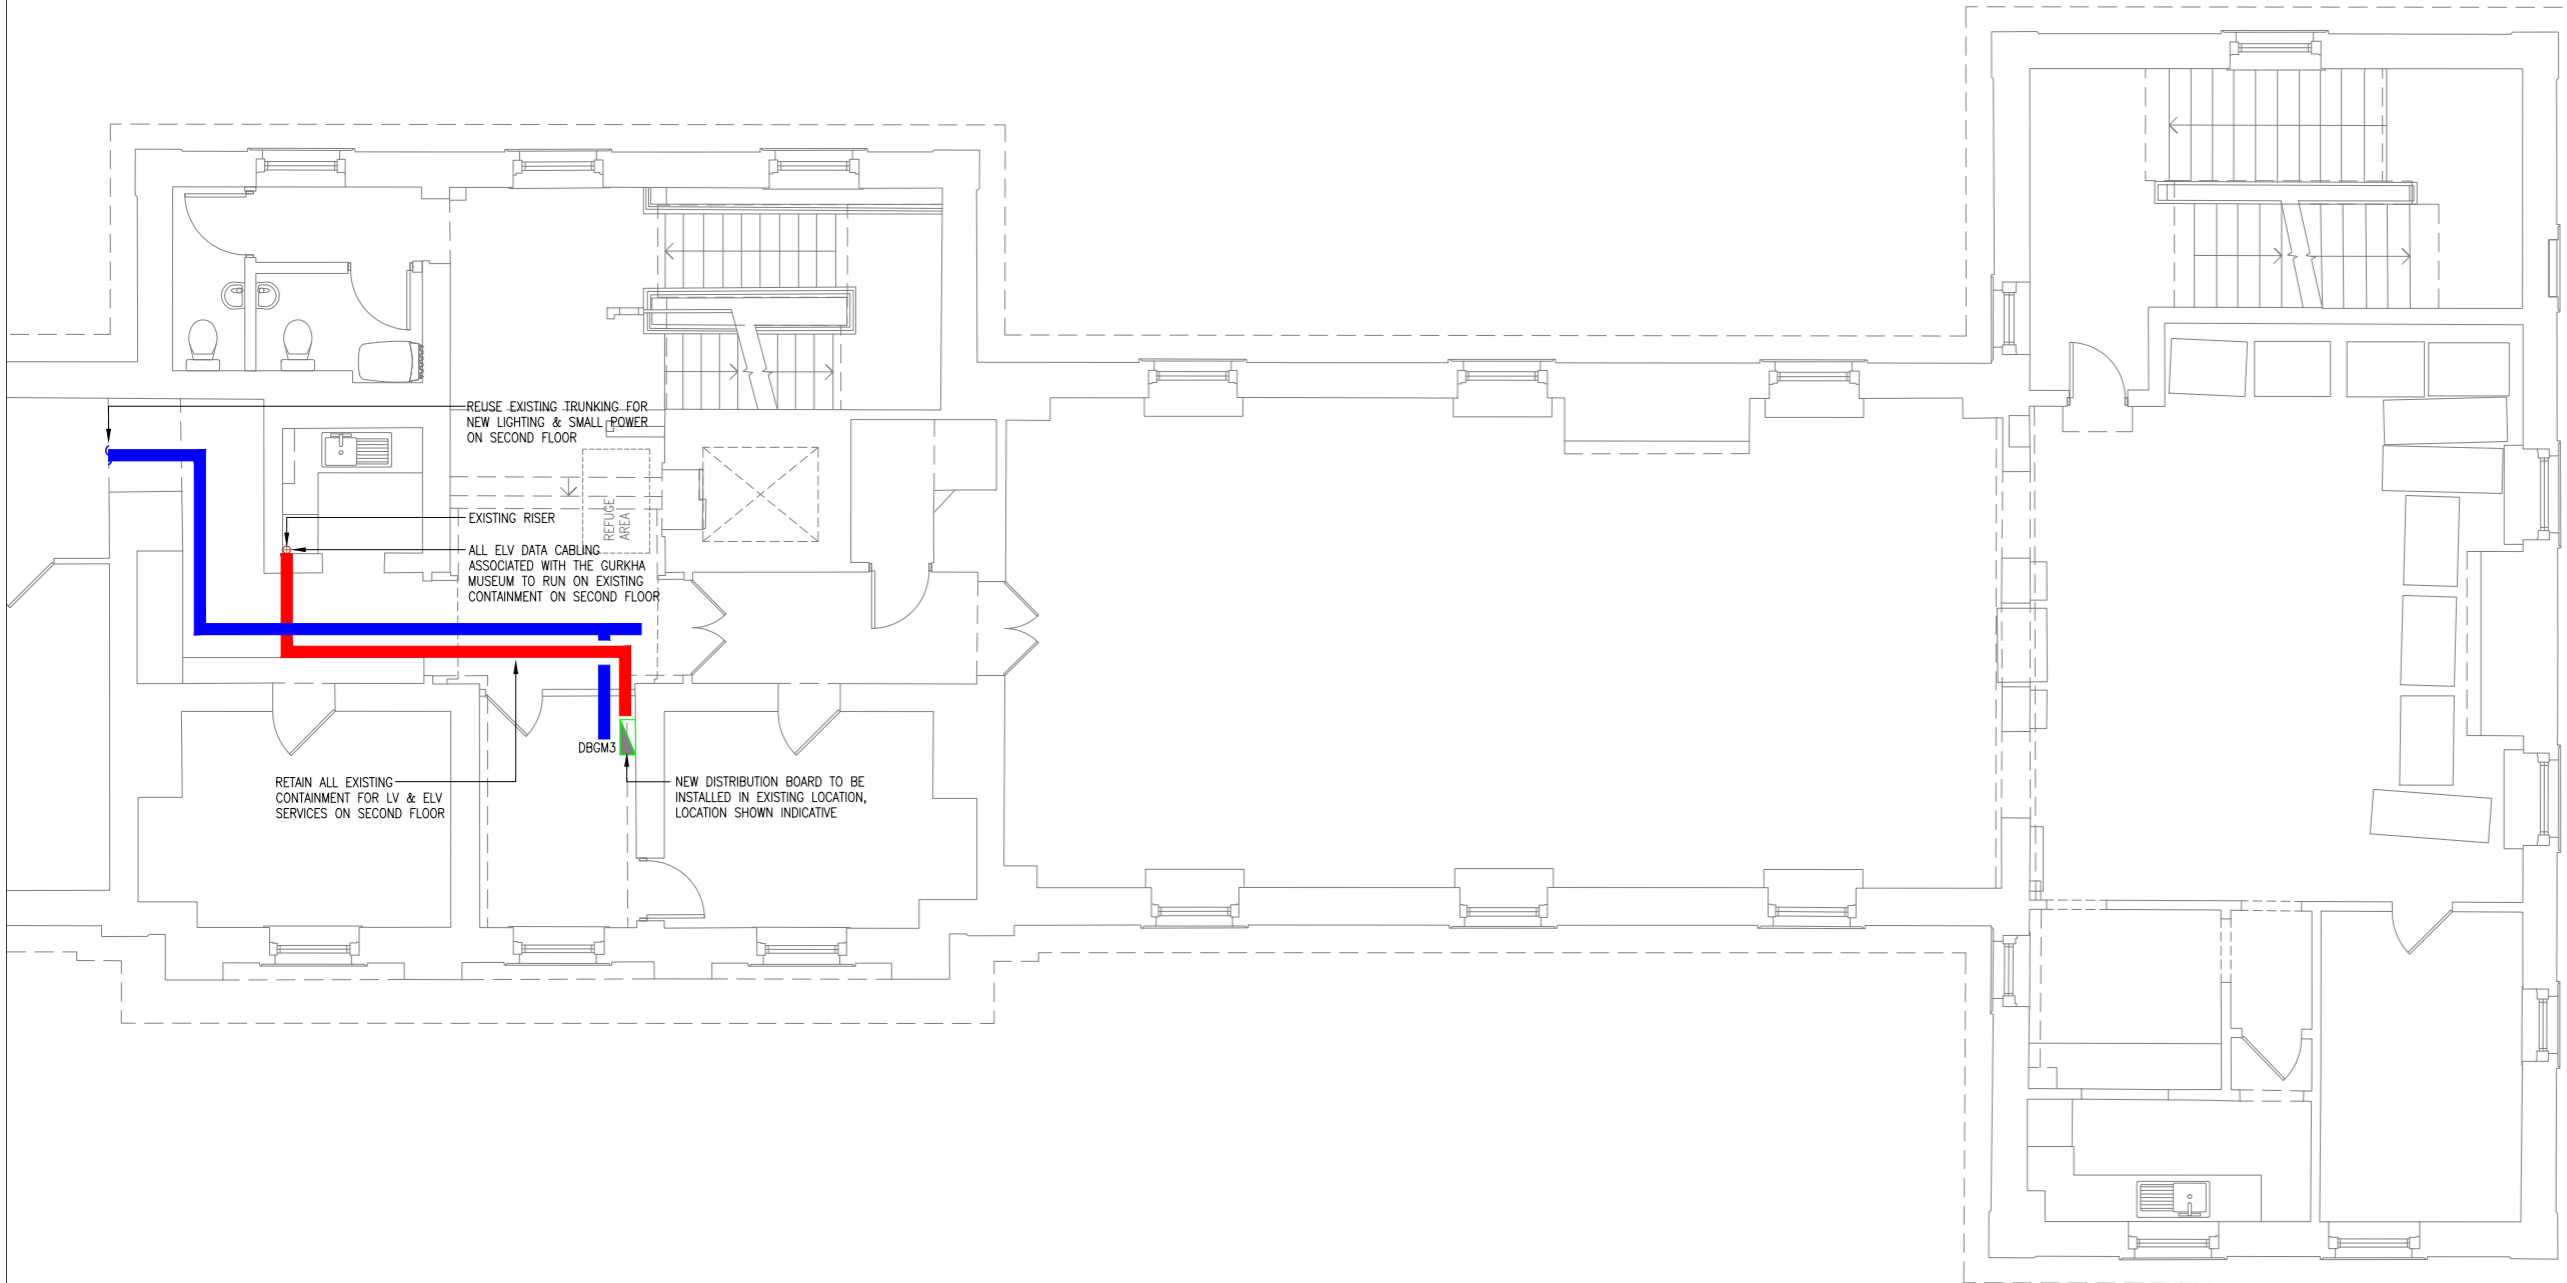 REUSE EXISTING TRUNKING FOR
NEW LIGHTING & SMALL POWER
ON SECOND FLOOR
EXISTING RISER
REFUGE
AREA
ALL ELV DATA CABLING
ASSOCIATED WITH THE GURKHA
MUSEUM TO RUN ON EXISTING
CONTAINMENT ON SECOND FLOOR
DBGM3
RETAIN ALL EXISTING
CONTAINMENT FOR LV & ELV
SERVICES ON SECOND FLOOR
NEW DISTRIBUTION BOARD TO BE
INSTALLED IN EXISTING LOCATION,
LOCATION SHOWN INDICATIVE